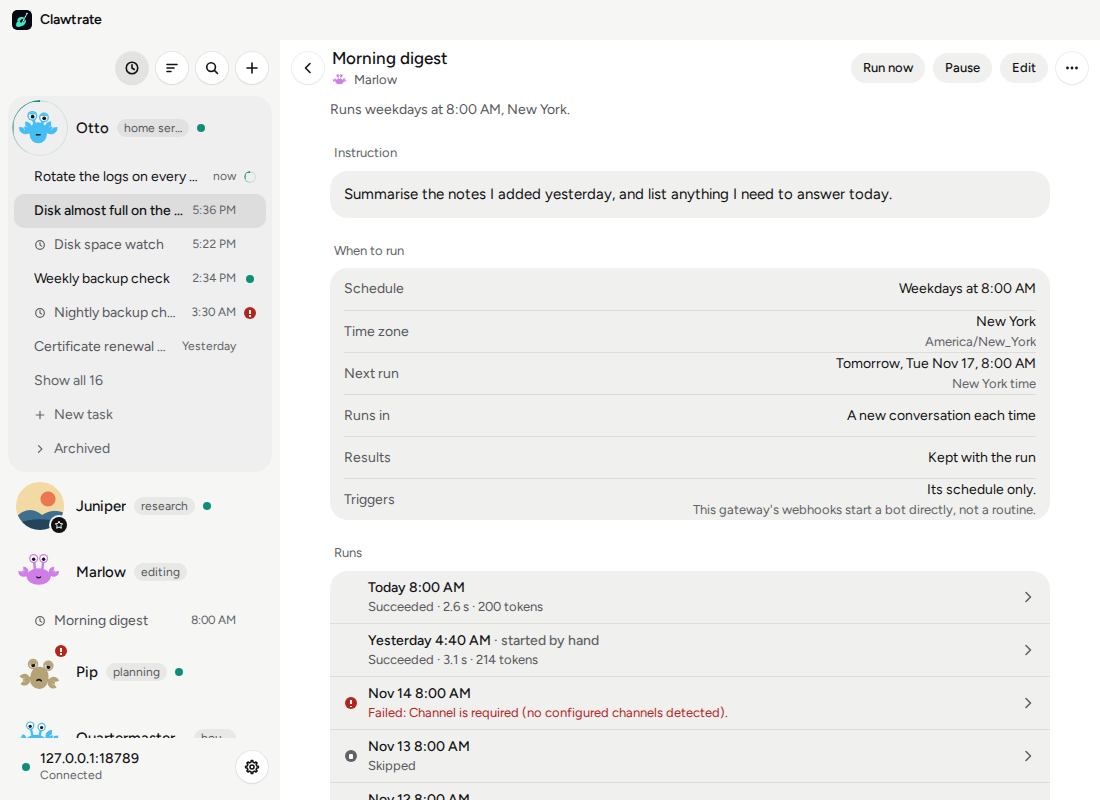 Clawtrate
Otto
home ser...
Rotate the logs on every ...
now
Disk almost full on the ...
5:36 PM
Disk space watch
5:22 PM
Weekly backup check
2:34 PM
Nightly backup ch...
3:30 AM
Certificate renewal ...
Yesterday
Show all 16
New task
Archived
Juniper
research
Marlow
editing
Morning digest
8:00 AM
Pip
planning
Quartermaster
127.0.0.1:18789
Connected
Morning digest
Marlow
Run now
Pause
Edit
Runs weekdays at 8:00 AM, New York.
Instruction
Summarise the notes I added yesterday, and list anything I need to answer today.
When to run
Schedule
Weekdays at 8:00 AM
Time zone
New York
America/New_York
Next run
Tomorrow, Tue Nov 17, 8:00 AM
New York time
Runs in
A new conversation each time
Results
Kept with the run
Triggers
Its schedule only.
This gateway's webhooks start a bot directly, not a routine.
Runs
Today 8:00 AM
Succeeded · 2.6 s · 200 tokens
Yesterday 4:40 AM · started by hand
Succeeded · 3.1 s · 214 tokens
Nov 14 8:00 AM
Failed: Channel is required (no configured channels detected).
Nov 13 8:00 AM
Skipped
Nov 12 8:00 AM